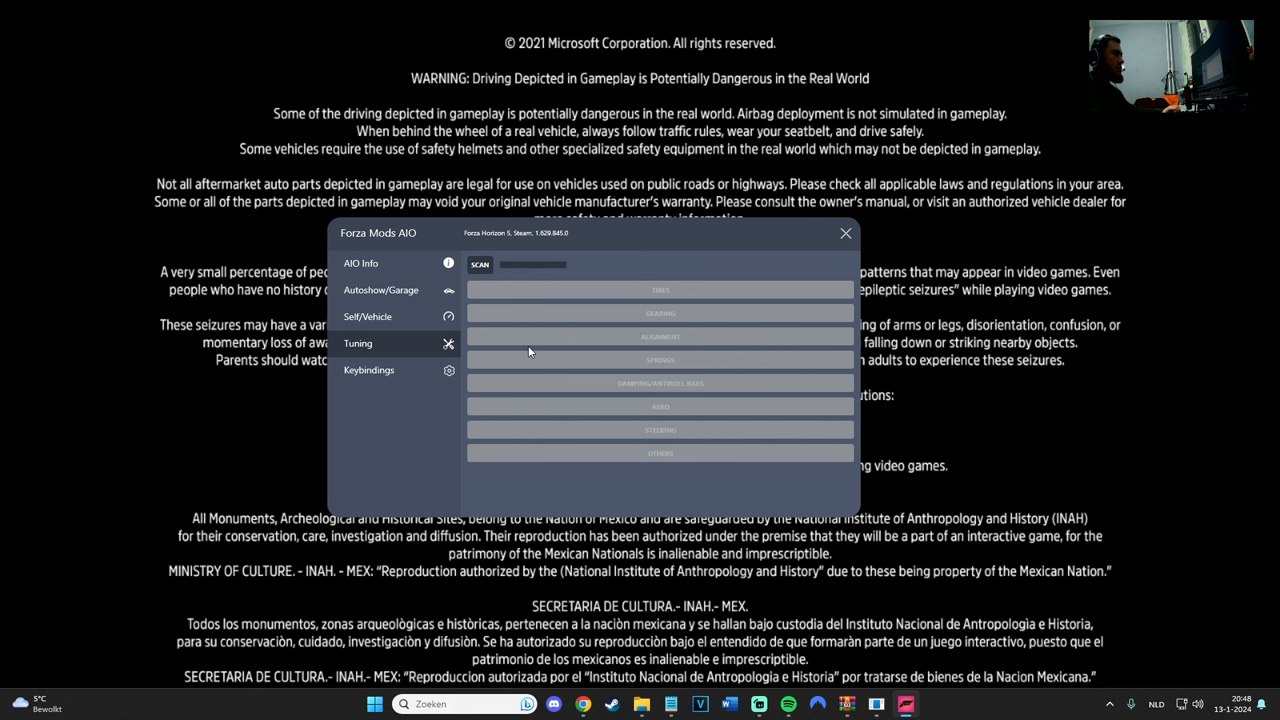 © 2021 Microsoft Corporation. All rights reserved.
WARNING: Driving Depicted in Gameplay is Potentially Dangerous in the Real World
Some of the driving depicted in gameplay is potentially dangerous in the real world. Airbag deployment is not simulated in gameplay.
When behind the wheel of a real vehicle, always follow traffic rules, wear your seatbelt, and drive safely.
Some vehicles require the use of safety helmets and other specialized safety equipment in the real world which may not be depicted in gameplay.
Not all aftermarket auto parts depicted in gameplay are legal for use on vehicles used on public roads or highways. Please check all applicable laws and regulations in your area.
Some or all of the parts depicted in gameplay may void your original vehicle manufacturer's warranty. Please consult the owner's manual, or visit an authorized vehicle dealer
for more safety and warranty information.
Forza Mods AIO
Forza Horizon 5, Steam, 1.629.845.0
AIO Info
Autoshow/Garage
Self/Vehicle
Tuning
Keybindings
SCAN
TIRES
GEARING
ALIGNMENT
SPRINGS
DAMPING/ANTIROLL BARS
AERO
STEERING
OTHERS
A very small percentage of peo
patterns that may appear in video games. Even
people who have no history o
epileptic seizures" while playing video games.
These seizures may have a var
ng of arms or legs, disorientation, confusion, or
momentary loss of awa
falling down or striking nearby objects.
Parents should watc
n adults to experience these seizures.
utions:
ng video games.
All Monuments, Archeological and Historical Sites, belong to the Nation of Mexico and are safeguarded by the National Institute of Anthropology and History (INAH)
for their conservation, care, investigation and diffusion. Their reproduction has been authorized under the premise that they will be a part of an interactive game, for the
patrimony of the Mexican Nationals is inalienable and imprescriptible.
MINISTRY OF CULTURE. - INAH. - MEX: "Reproduction authorized by the (National Institute of Anthropology and History" due to these being property of the Mexican Nation."
SECRETARIA DE CULTURA.- INAH.- MEX.
Todos los monumentos, zonas arqueològicas e històricas, pertenecen a la naciòn mexicana y se hallan bajo custodia del Instituto Nacional de Antropologìa e Historia,
para su conservaciòn, cuidado, investigaciòn y difusiòn. Se ha autorizado su reproducciòn bajo el entendido de que formaràn parte de un juego interactivo, puesto que el
patrimonio de los mexicanos es inalienable e imprescriptible.
SECRETARIA DE CULTURA.- INAH.- MEX.- "Reproducciòn autorizada por el "Instituto Nacional de Antropologia e Historia" por tratarse de bienes de la Nacion Mexicana."
5°C
Bewolkt
Zoeken
NLD
20:48
13-1-2024